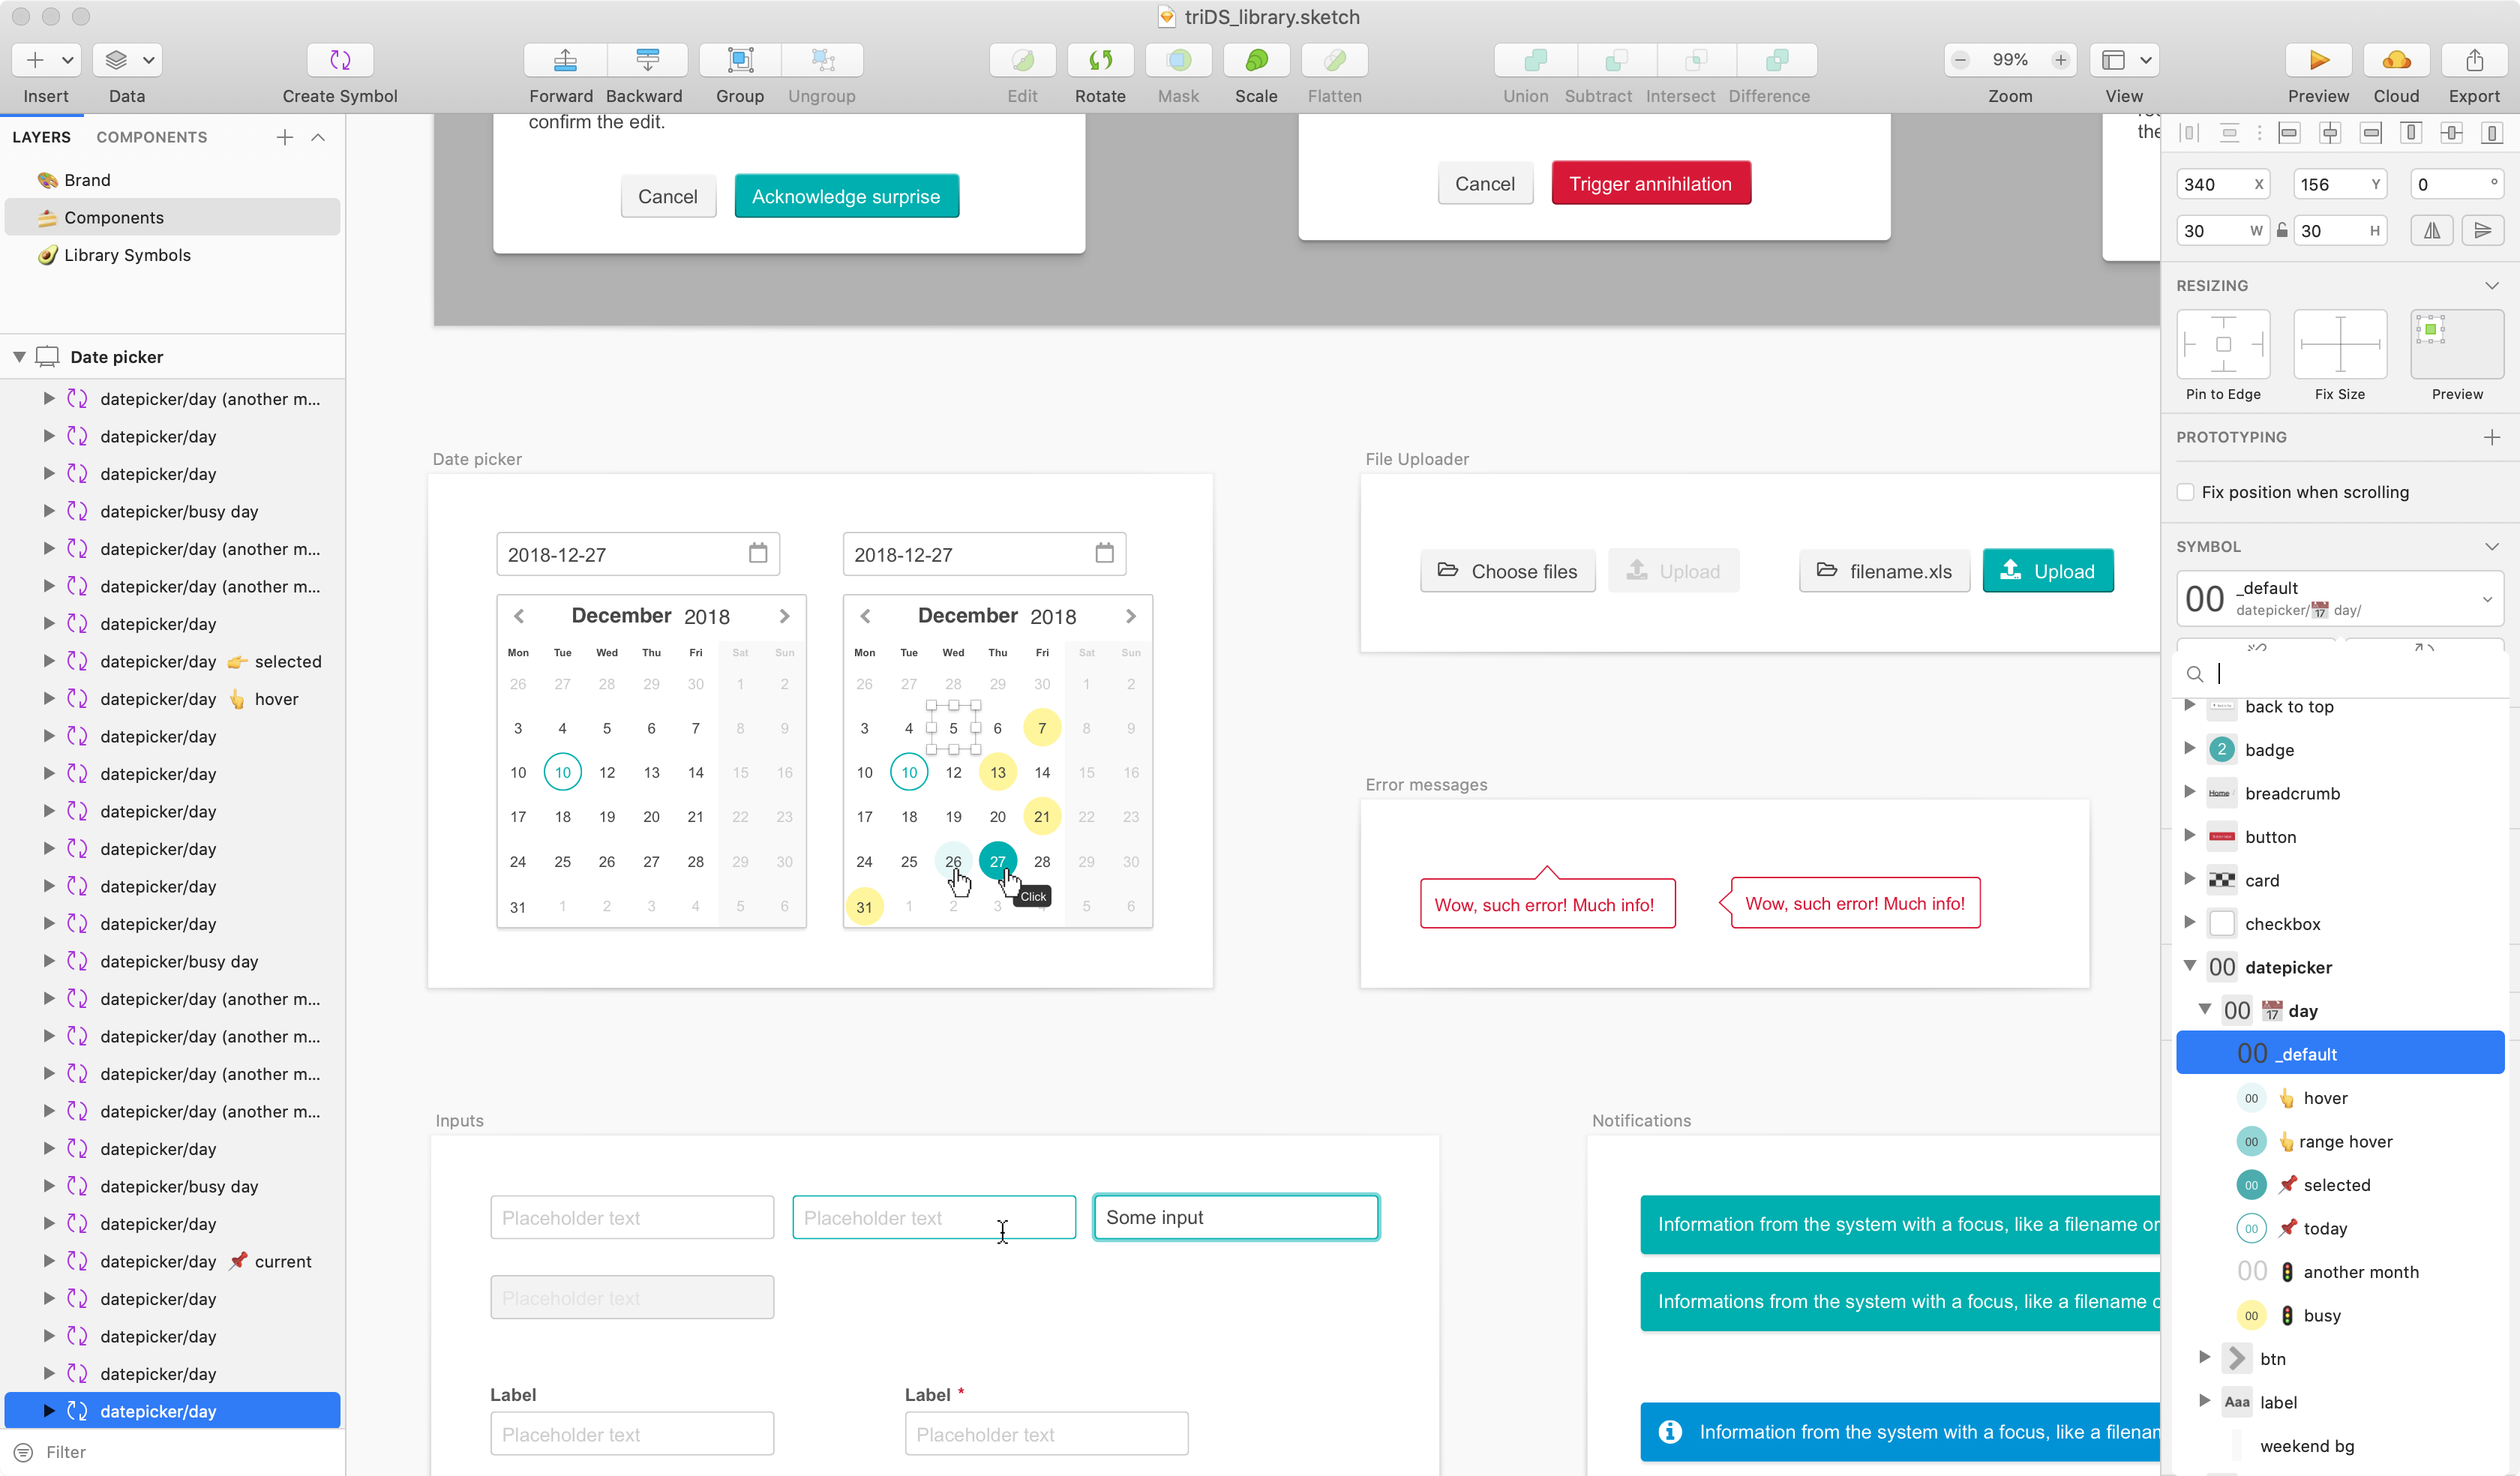 triDS_library.sketch
Insert
Data
Create Symbol
Forward
Backward
Group
Ungroup
Edit
Rotate
Mask
Scale
Flatten
Union
Subtract
Intersect
Difference
99%
Zoom
View
Preview
Cloud
Export
LAYERS COMPONENTS
Brand
Components
Library Symbols
Date picker
datepicker/day (another m...
datepicker/day
datepicker/day
datepicker/busy day
datepicker/day (another m...
datepicker/day (another m...
datepicker/day
datepicker/day 👉 selected
datepicker/day 👆 hover
datepicker/day
datepicker/day
datepicker/day
datepicker/day
datepicker/day
datepicker/day
datepicker/busy day
datepicker/day (another m...
datepicker/day (another m...
datepicker/day (another m...
datepicker/day (another m...
datepicker/day
datepicker/busy day
datepicker/day
datepicker/day 📌 current
datepicker/day
datepicker/day
datepicker/day
datepicker/day
Filter
confirm the edit.
Cancel
Acknowledge surprise
Cancel
Trigger annihilation
the
Date picker
2018-12-27
December 2018
Mon Tue Wed Thu Fri Sat Sun
26 27 28 29 30 1 2
3 4 5 6 7 8 9
10 10 12 13 14 15 16
17 18 19 20 21 22 23
24 25 26 27 28 29 30
31 1 2 3 4 5 6
2018-12-27
December 2018
Mon Tue Wed Thu Fri Sat Sun
26 27 28 29 30 1 2
3 4 5 6 7 8 9
10 10 12 13 14 15 16
17 18 19 20 21 22 23
24 25 26 27 28 29 30
31 1 2 3 5 6
Click
File Uploader
Choose files
Upload
filename.xls
Upload
Error messages
Wow, such error! Much info!
Wow, such error! Much info!
Inputs
Placeholder text
Placeholder text
Some input
Placeholder text
Label
Placeholder text
Label *
Placeholder text
Notifications
Information from the system with a focus, like a filename or
Informations from the system with a focus, like a filename
Information from the system with a focus, like a filenam
340 X
156 Y
0 °
30 W
30 H
RESIZING
Pin to Edge
Fix Size
Preview
PROTOTYPING
Fix position when scrolling
SYMBOL
00 _default
datepicker/📅 day/
back to top
2 badge
Home breadcrumb
button
card
checkbox
00 datepicker
00 17 day
00 _default
00 hover
00 range hover
00 selected
00 today
00 another month
00 busy
btn
Aaa label
weekend bg